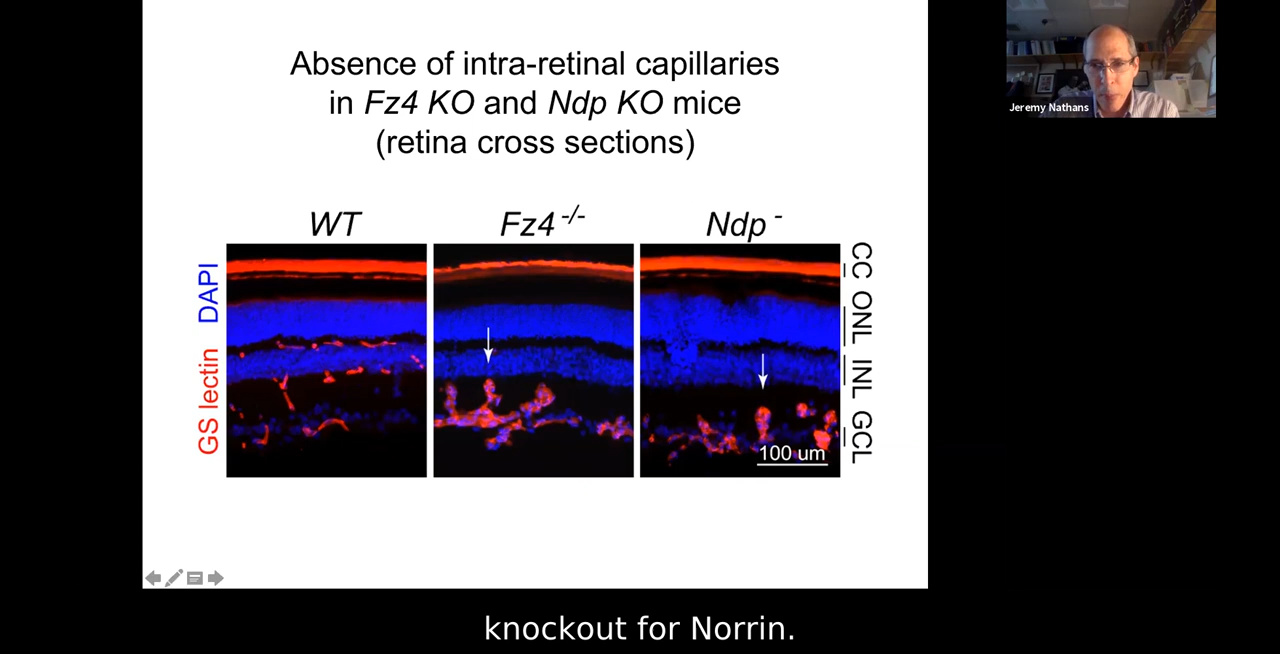 Absence of intra-retinal capillaries
in Fz4 KO and Ndp KO mice
(retina cross sections)
WT
Fz4 -/-
Ndp -
GS lectin DAPI
CC ONL INL GCL
100 um
Jeremy Nathans
knockout for Norrin.